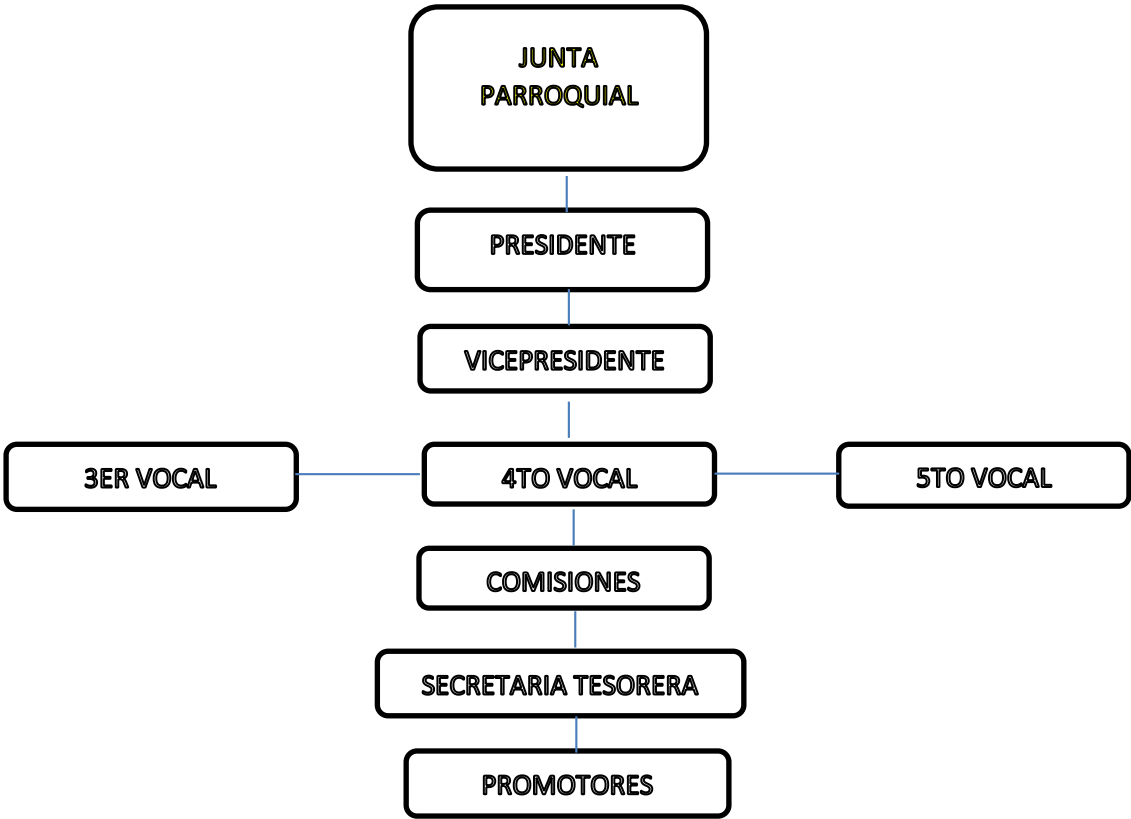 JUNTA
PARROQUIAL
PRESIDENTE
VICEPRESIDENTE
3ER VOCAL
4TO VOCAL
5TO VOCAL
COMISIONES
SECRETARIA TESORERA
PROMOTORES